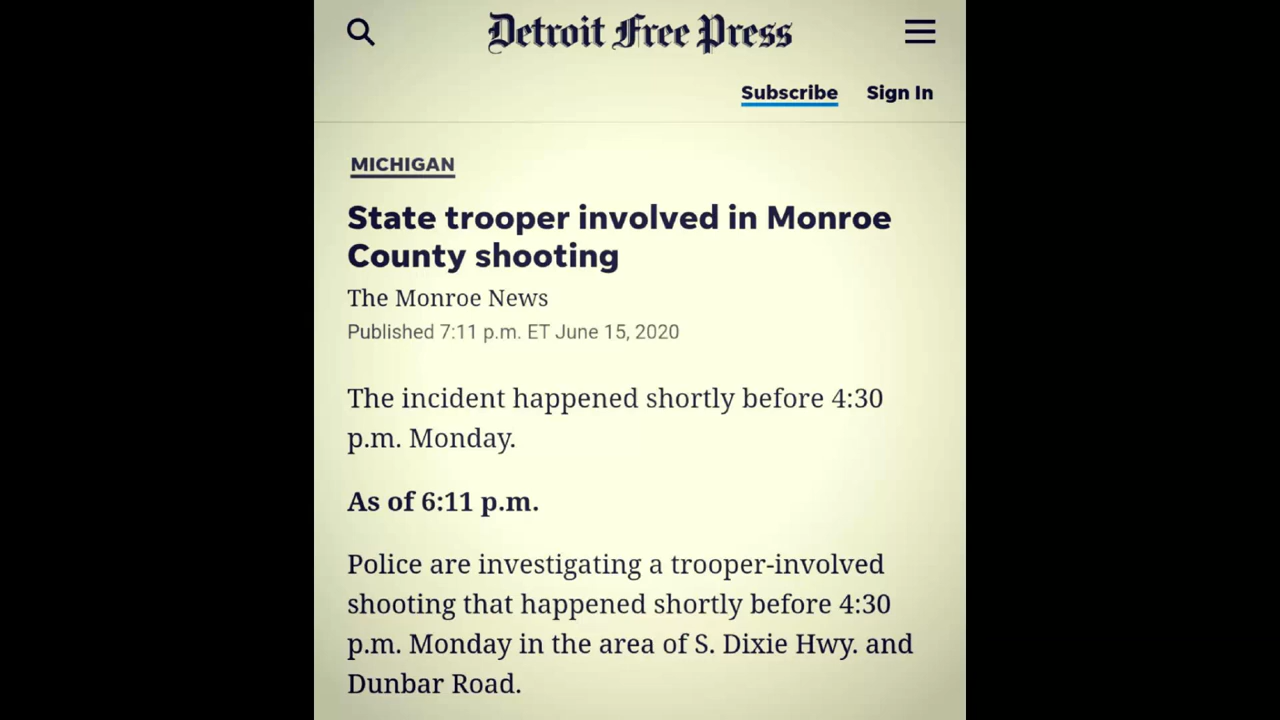 Detroit Free Press
Subscribe Sign In
MICHIGAN
State trooper involved in Monroe
County shooting
The Monroe News
Published 7:11 p.m. ET June 15, 2020
The incident happened shortly before 4:30
p.m. Monday.
As of 6:11 p.m.
Police are investigating a trooper-involved
shooting that happened shortly before 4:30
p.m. Monday in the area of S. Dixie Hwy. and
Dunbar Road.